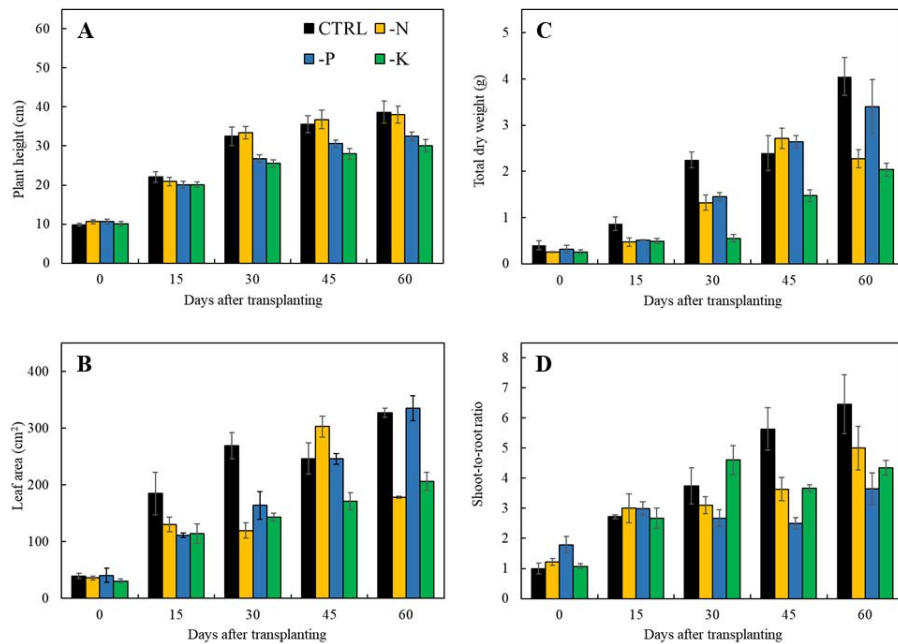 A
CTRL -N
-P -K
60
50
40
30
20
10
0
Plant height (cm)
0 15 30 45 60
Days after transplanting
C
5
4
3
2
1
0
Total dry weight (g)
0 15 30 45 60
Days after transplanting
B
400
300
200
100
0
Leaf area (cm²)
0 15 30 45 60
Days after transplanting
D
8
7
6
5
4
3
2
1
0
Shoot-to-root ratio
0 15 30 45 60
Days after transplanting